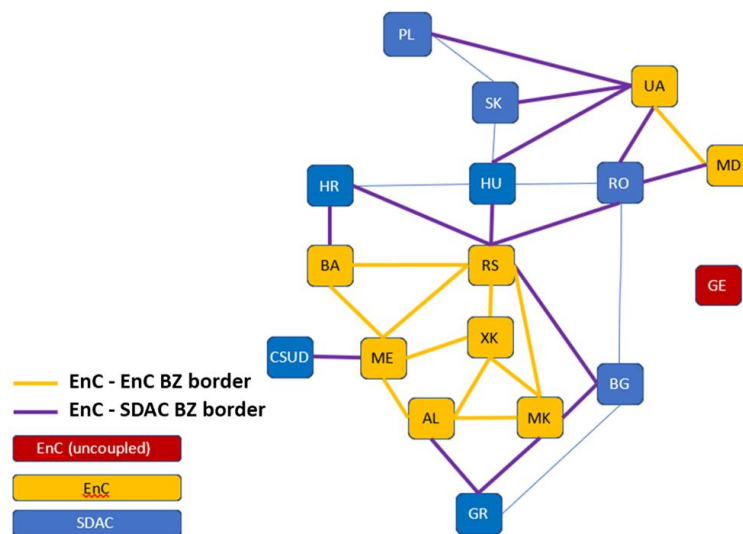 PL
UA
SK
MD
HR
HU
RO
BA
RS
GE
XK
CSUD
ME
EnC - EnC BZ border
BG
EnC - SDAC BZ border
AL
MK
EnC (uncoupled)
EnC
GR
SDAC